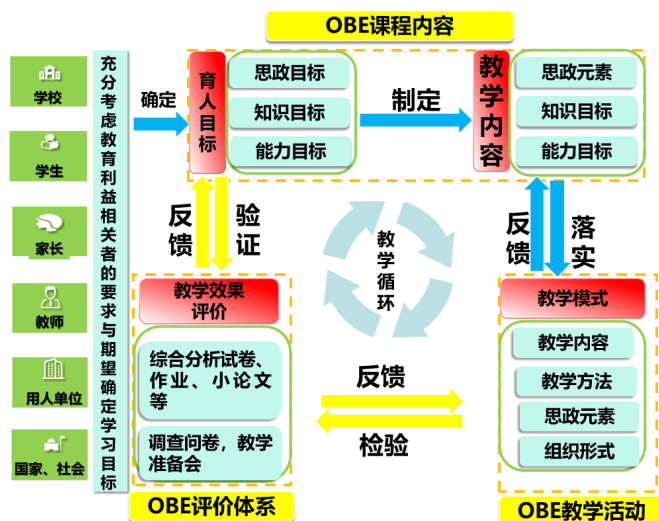 OBE课程内容
学校
学生
家长
教师
用人单位
国家、社会
充分考虑教育利益相关者的要求与期望确定学习目标
确定
育人目标
思政目标
知识目标
能力目标
制定
教学内容
思政元素
知识目标
能力目标
反馈
验证
教学循环
反馈
落实
教学效果
评价
综合分析试卷、
作业、小论文
等
调查问卷，教学
准备会
反馈
检验
教学模式
教学内容
教学方法
思政元素
组织形式
OBE评价体系
OBE教学活动